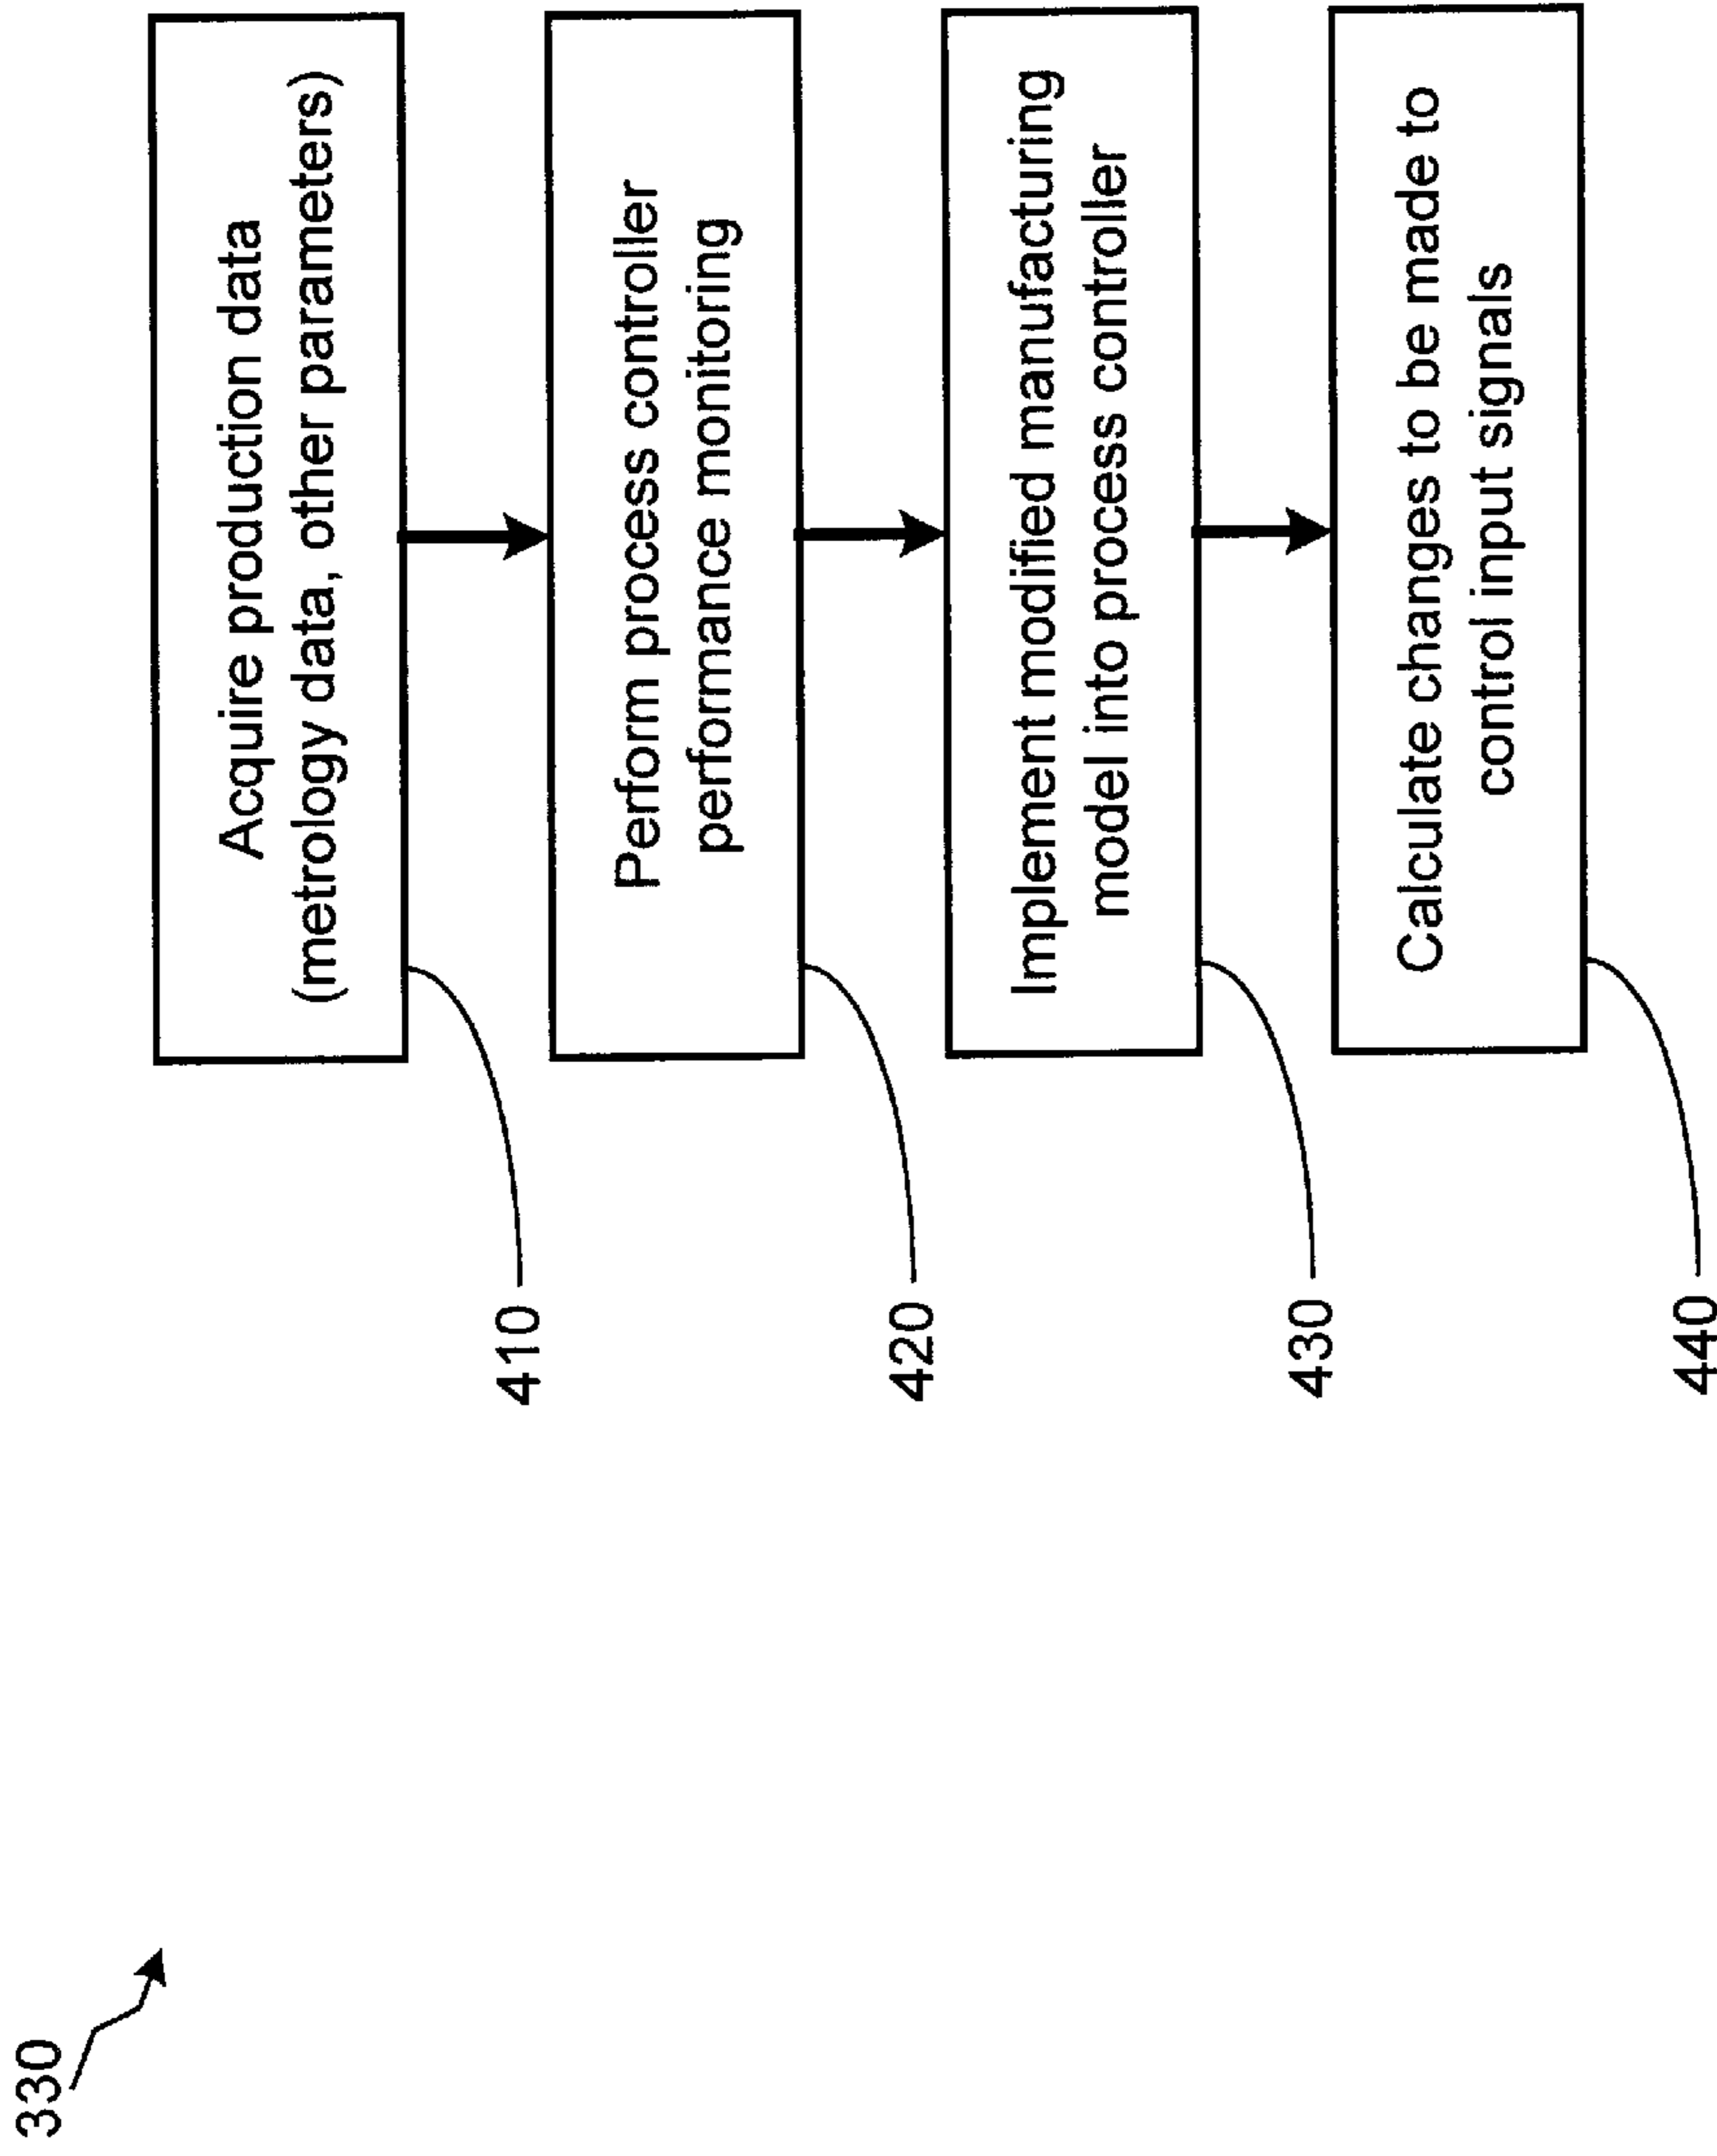 330
Acquire production data
(metrology data, other parameters)
410
Perform process controller
performance monitoring
420
Implement modified manufacturing
model into process controller
430
Calculate changes to be made to
control input signals
440